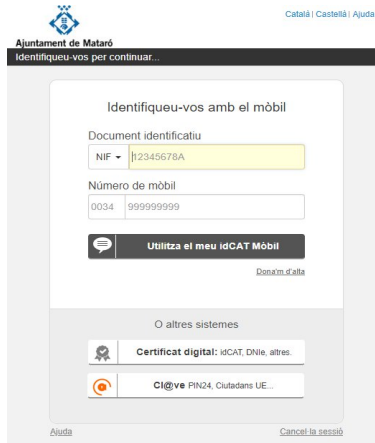 Català | Castellà | Ajuda
Ajuntament de Mataró
Identifiqueu-vos per continuar...
Identifiqueu-vos amb el mòbil
Document identificatiu
NIF 12345678A
Número de mòbil
0034 999999999
Utilitza el meu idCAT Mòbil
Dona'm d'alta
O altres sistemes
Certificat digital: idCAT, DNIe, altres.
Cl@ve PIN24, Ciutadans UE...
Ajuda Cancel·la sessió